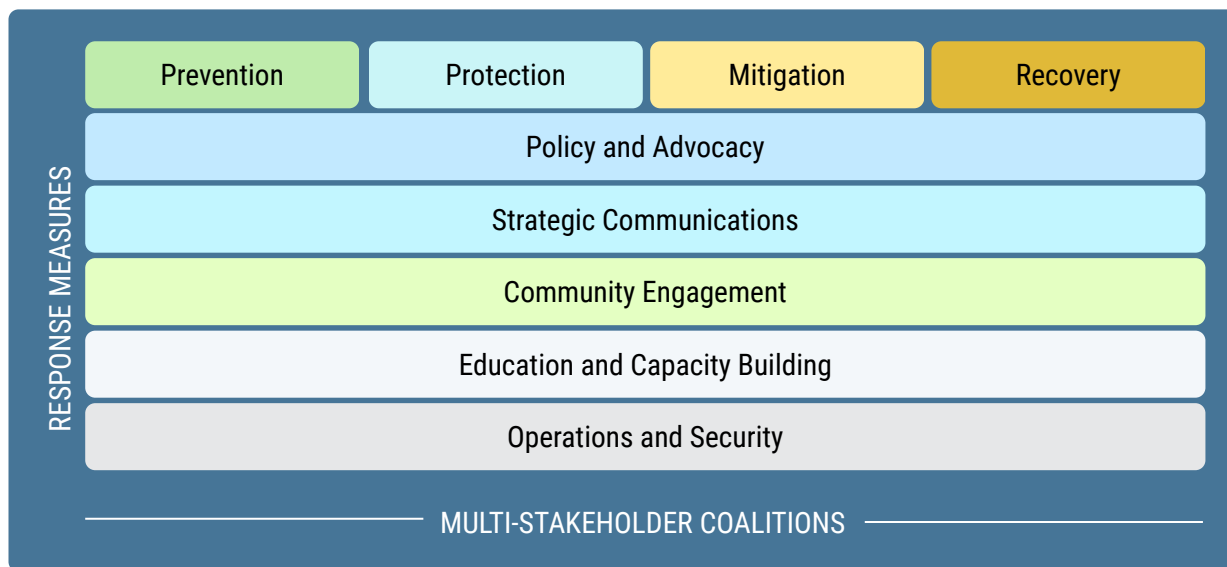 Prevention
Protection
Mitigation
Recovery
Policy and Advocacy
Strategic Communications
Community Engagement
Education and Capacity Building
Operations and Security
RESPONSE MEASURES
MULTI-STAKEHOLDER COALITIONS